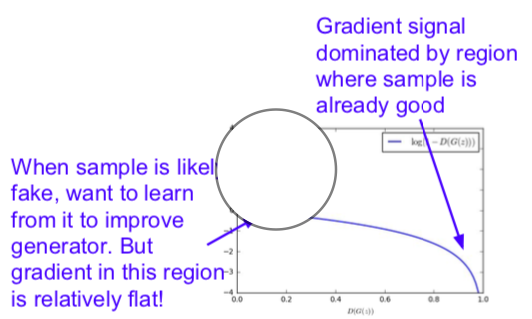 Gradient signal
dominated by region
where sample is
already good
When sample is likel
fake, want to learn
from it to improve
generator. But
gradient in this region
is relatively flat!
log( − D(G(z)))
−2
−3
−4
0.0 0.2 0.4 0.6 0.8 1.0
D(G(z))